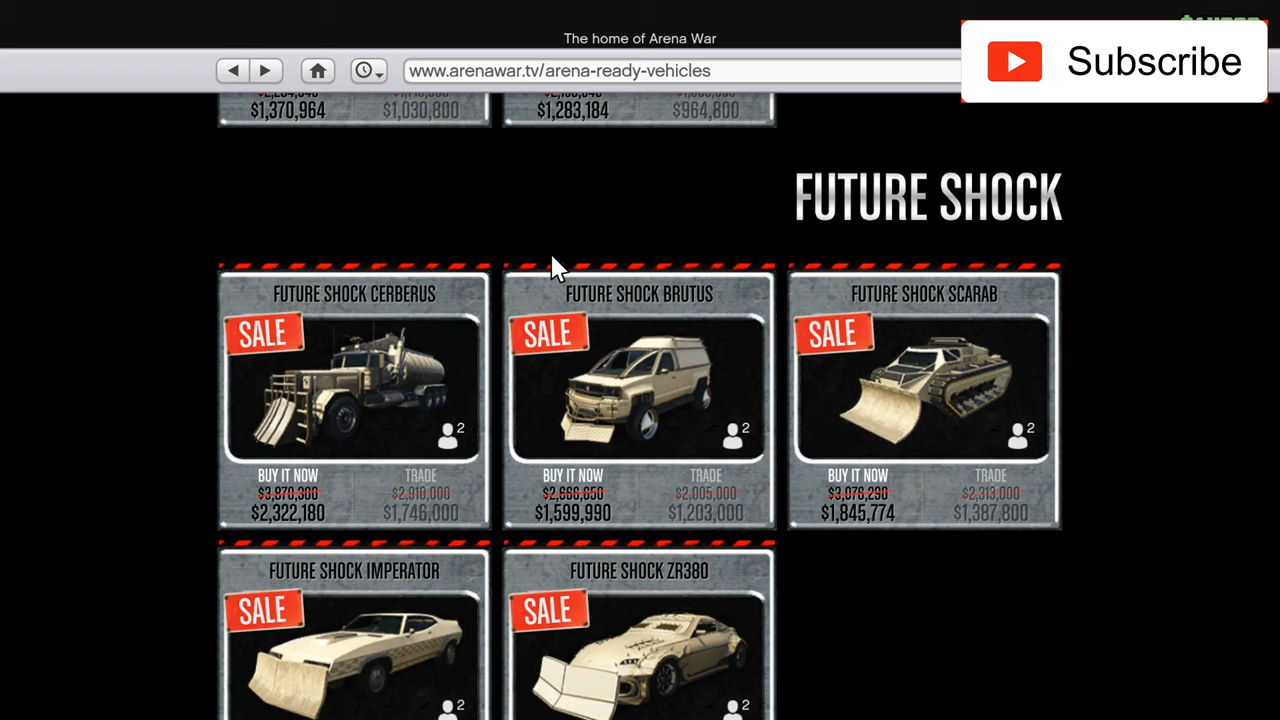 The home of Arena War
www.arenawar.tv/arena-ready-vehicles
Subscribe
$1,370,964 $1,030,800
$1,283,184 $964,800
FUTURE SHOCK
FUTURE SHOCK CERBERUS
SALE
2
BUY IT NOW TRADE
$3,870,300 $2,910,000
$2,322,180 $1,746,000
FUTURE SHOCK BRUTUS
SALE
2
BUY IT NOW TRADE
$2,666,650 $2,005,000
$1,599,990 $1,203,000
FUTURE SHOCK SCARAB
SALE
2
BUY IT NOW TRADE
$3,076,290 $2,313,000
$1,845,774 $1,387,800
FUTURE SHOCK IMPERATOR
SALE
2
FUTURE SHOCK ZR380
SALE
2